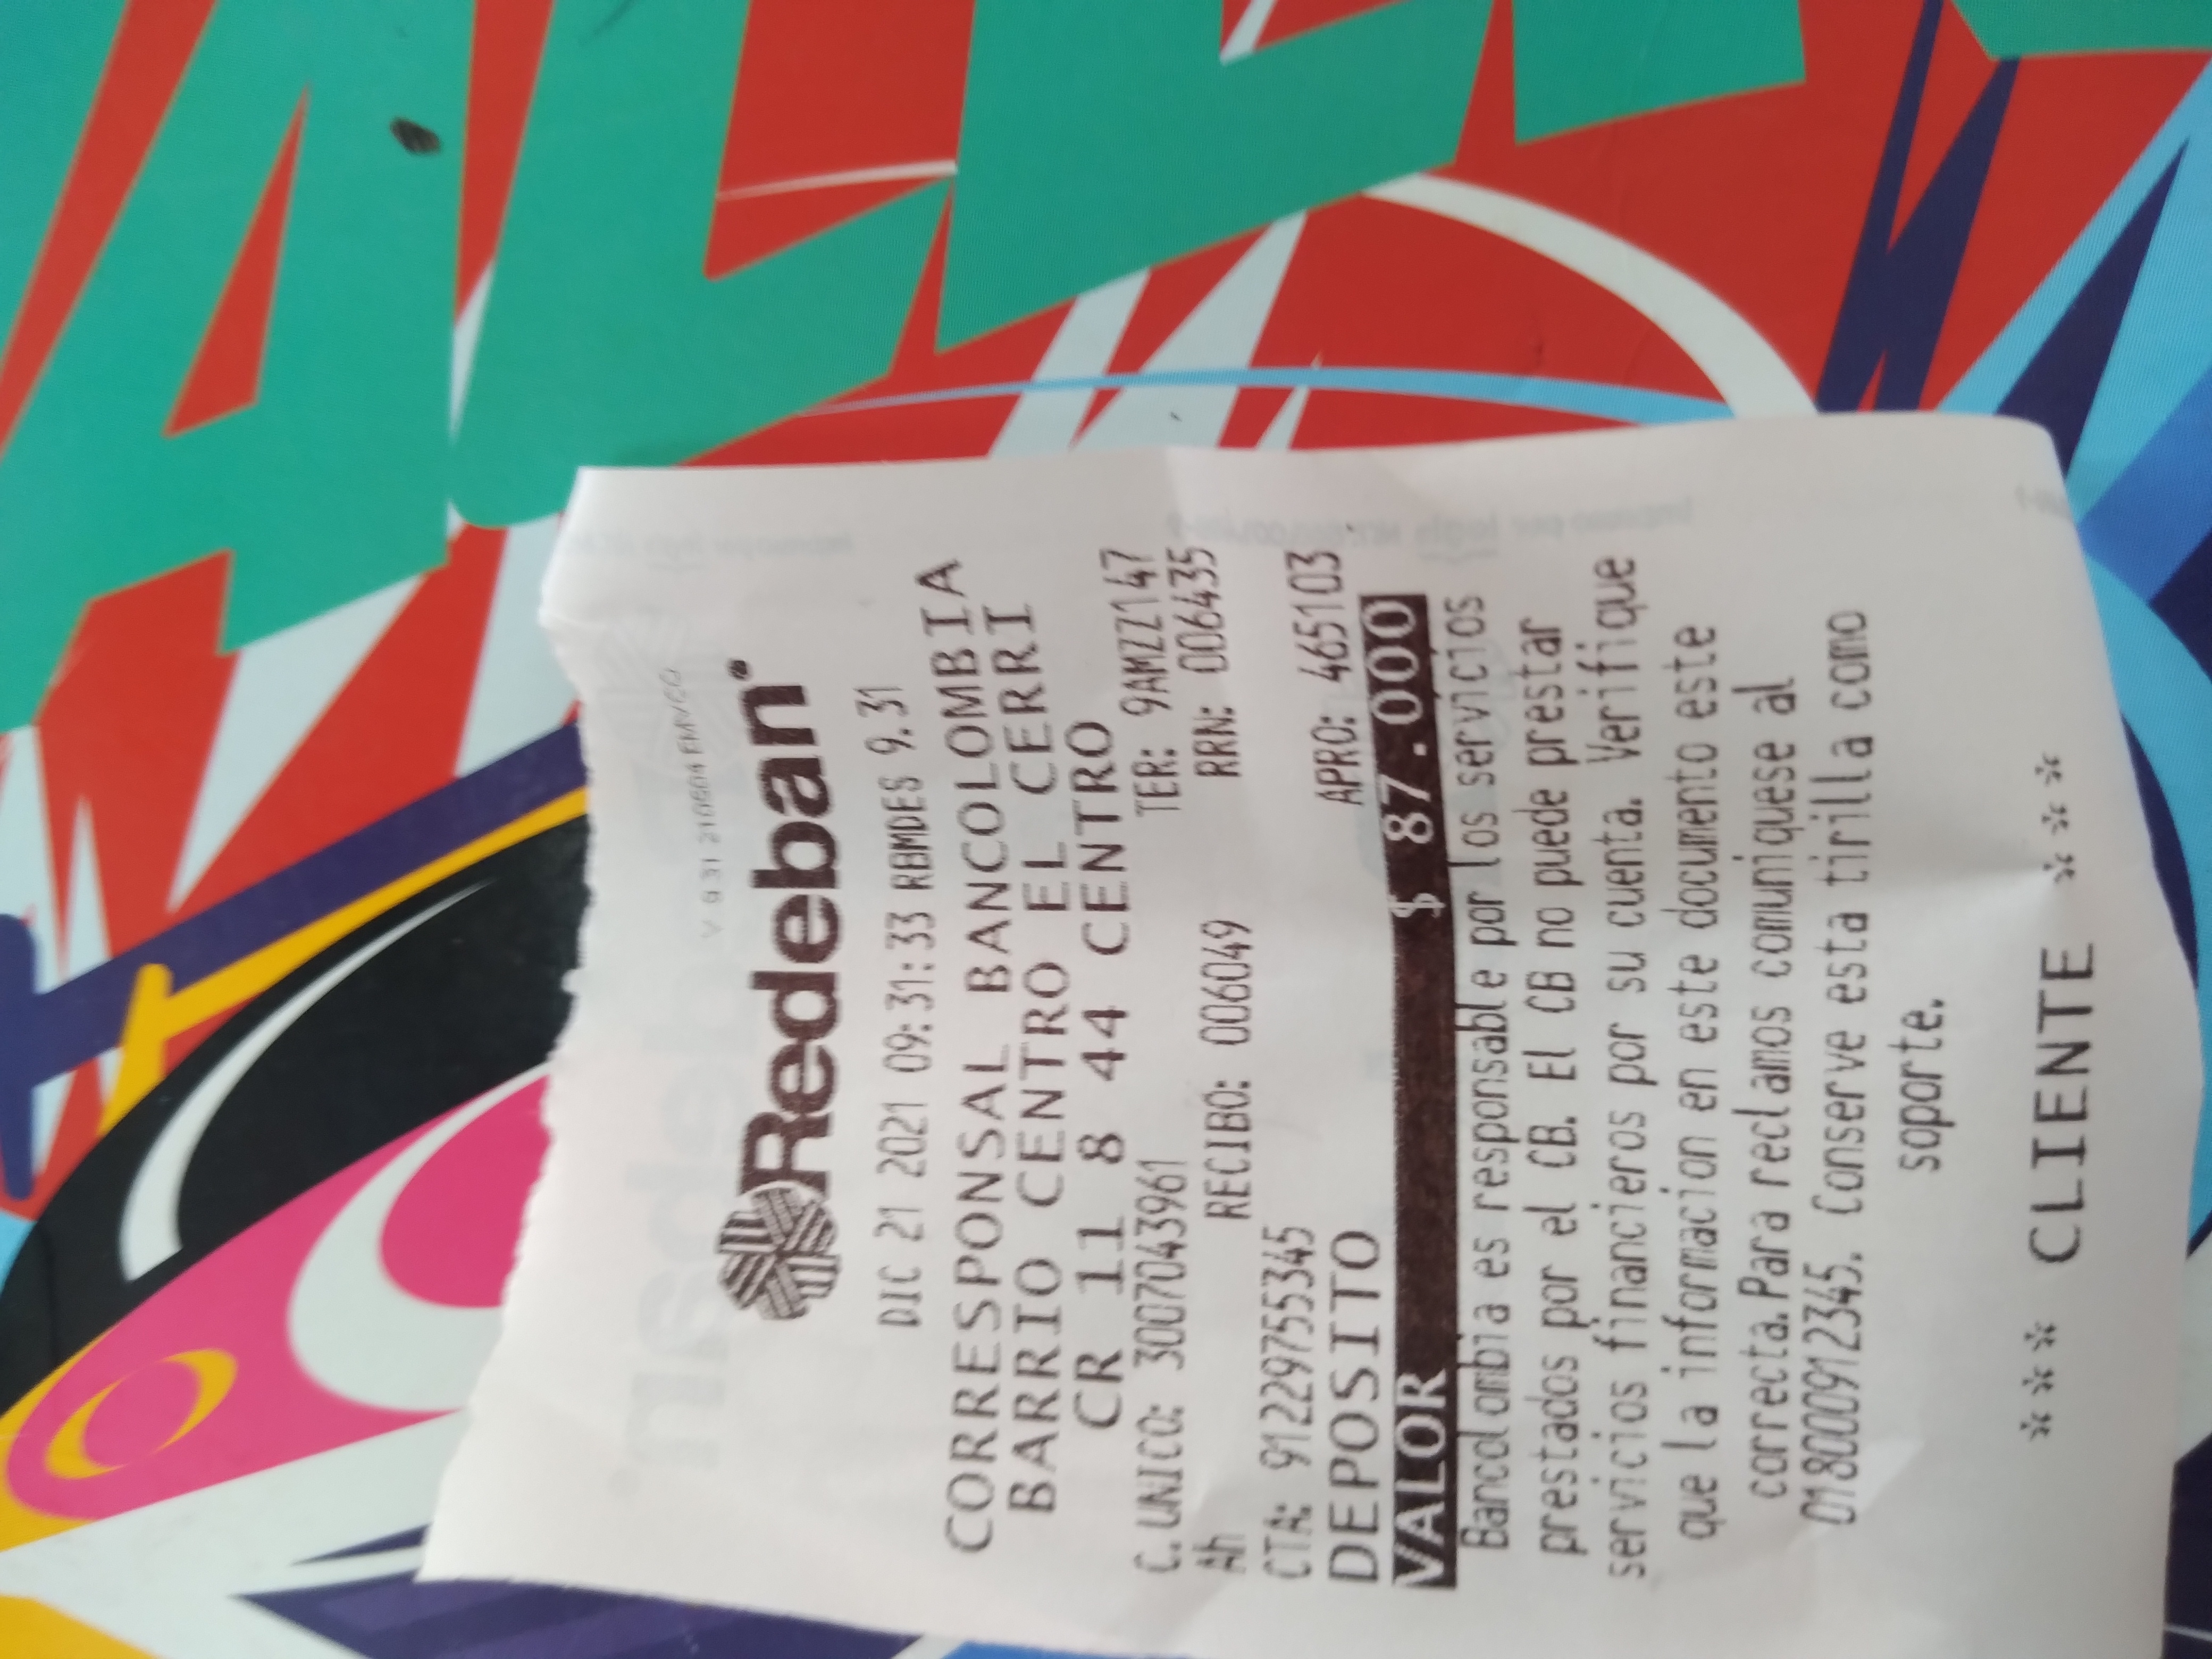 V 9.31 210604 EMVCO
Redeban
DIC 21 2021 09:31:33 RBMDES 9.31
CORRESPONSAL BANCOLOMBIA
BARRIO CENTRO EL CERRI
CR 11 8 44 CENTRO
C. UNICO: 3007043961 TER: 9AMZZ147
Ah RECIBO: 006049 RRN: 006435
CTA: 91229755345
DEPOSITO APRO: 465103
VALOR $ 87.000
Bancolombia es responsable por los servicios
prestados por el CB. El CB no puede prestar
servicios financieros por su cuenta. Verifique
que la informacion en este documento este
correcta.Para reclamos comuniquese al
018000912345. Conserve esta tirilla como
soporte.
*** CLIENTE ***